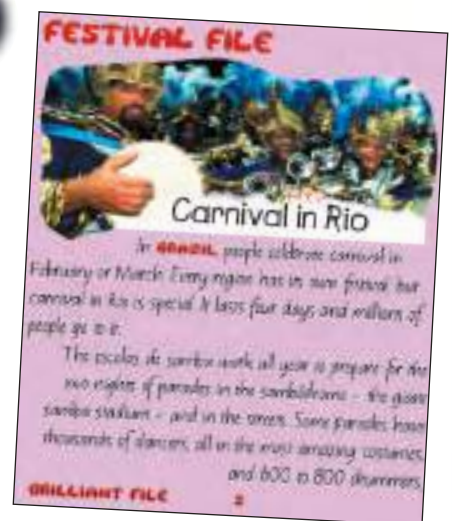 FESTIVAL FILE
Carnival in Rio
In BRAZIL people celebrate carnival in
February or March. Every region has its own festival but
carnival in Rio is special. It lasts four days and millions of
people go to it.
The escolas de samba work all year to prepare for the
two nights of parades in the sambódromo – the giant
samba stadium – and in the streets. Some parades have
thousands of dancers, all in the most amazing costumes,
and 600 to 800 drummers.
BRILLIANT FILE 2